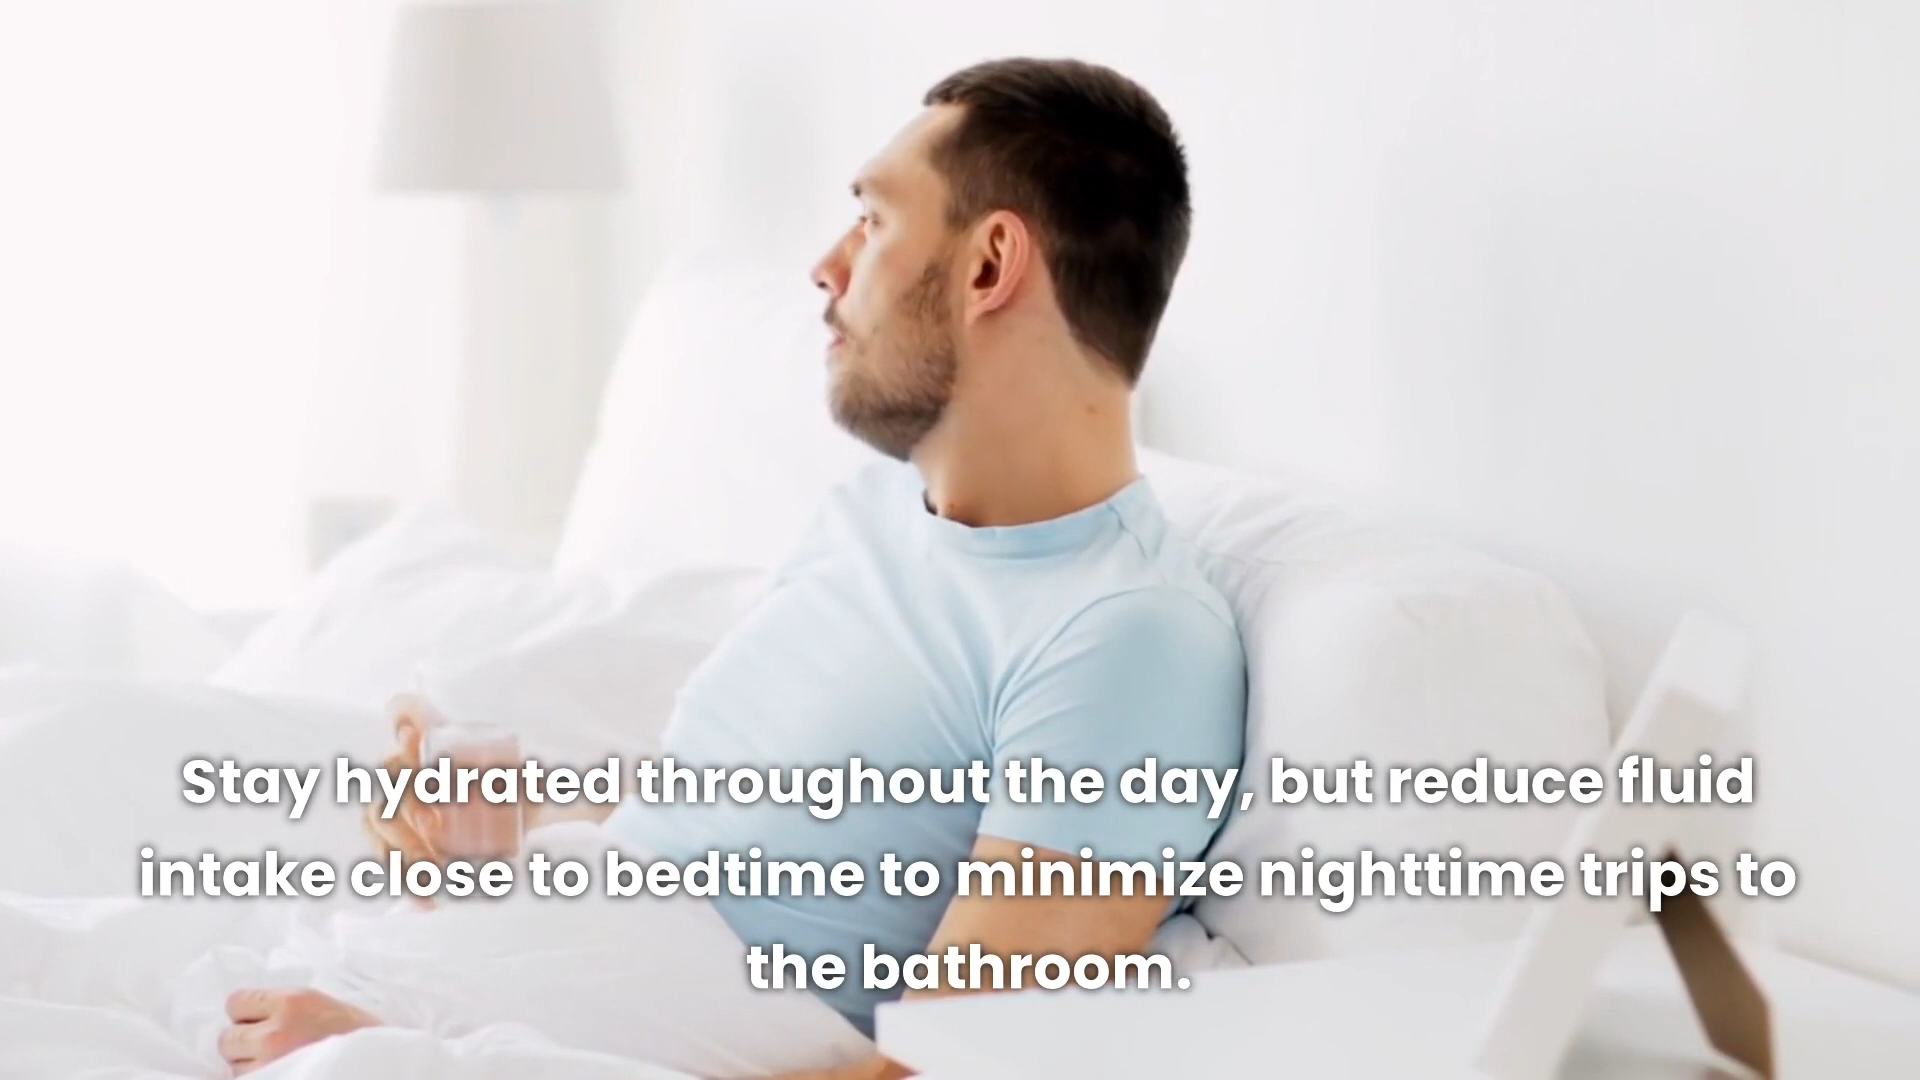 Stay hydrated throughout the day, but reduce fluid
intake close to bedtime to minimize nighttime trips to
the bathroom.